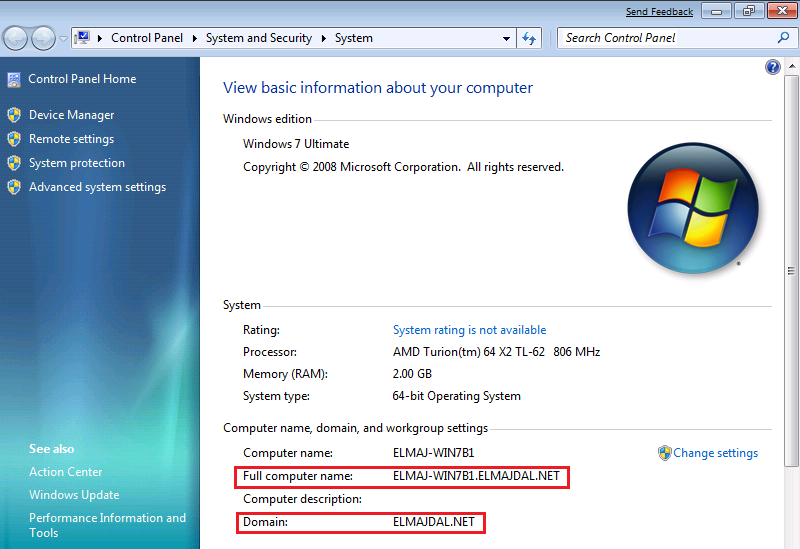 Send Feedback
Control Panel System and Security System
Search Control Panel
Control Panel Home
Device Manager
Remote settings
System protection
Advanced system settings
See also
Action Center
Windows Update
Performance Information and
Tools
View basic information about your computer
Windows edition
Windows 7 Ultimate
Copyright © 2008 Microsoft Corporation. All rights reserved.
System
Rating: System rating is not available
Processor: AMD Turion(tm) 64 X2 TL-62 806 MHz
Memory (RAM): 2.00 GB
System type: 64-bit Operating System
Computer name, domain, and workgroup settings
Computer name: ELMAJ-WIN7B1
Change settings
Full computer name: ELMAJ-WIN7B1.ELMAJDAL.NET
Computer description:
Domain: ELMAJDAL.NET